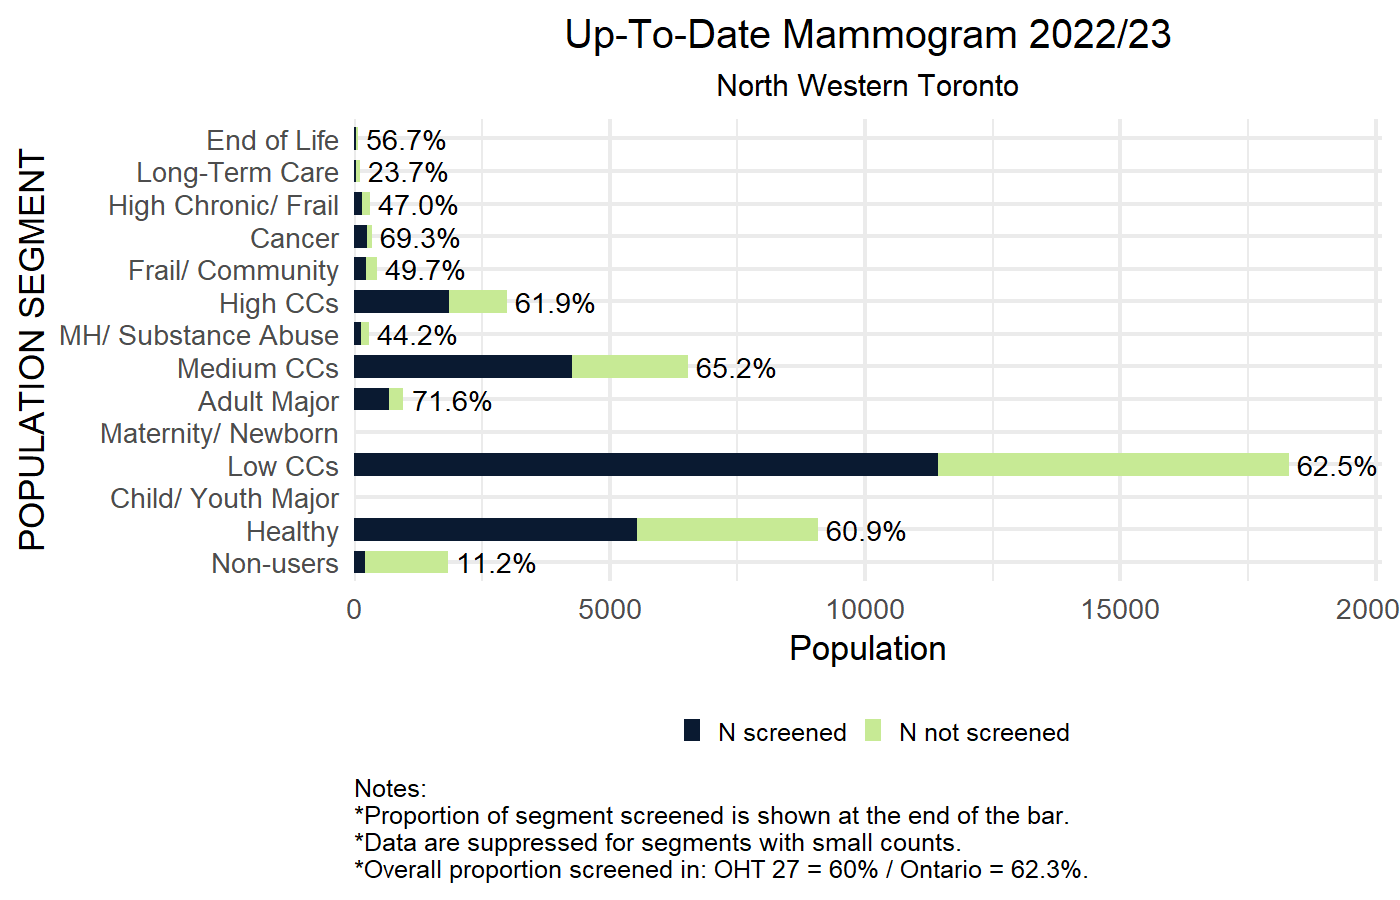 Up-To-Date Mammogram 2022/23
North Western Toronto
POPULATION SEGMENT
End of Life 56.7%
Long-Term Care 23.7%
High Chronic/ Frail 47.0%
Cancer 69.3%
Frail/ Community 49.7%
High CCs 61.9%
MH/ Substance Abuse 44.2%
Medium CCs 65.2%
Adult Major 71.6%
Maternity/ Newborn
Low CCs 62.5%
Child/ Youth Major
Healthy 60.9%
Non-users 11.2%
0 5000 10000 15000 2000
Population
N screened N not screened
Notes:
*Proportion of segment screened is shown at the end of the bar.
*Data are suppressed for segments with small counts.
*Overall proportion screened in: OHT 27 = 60% / Ontario = 62.3%.